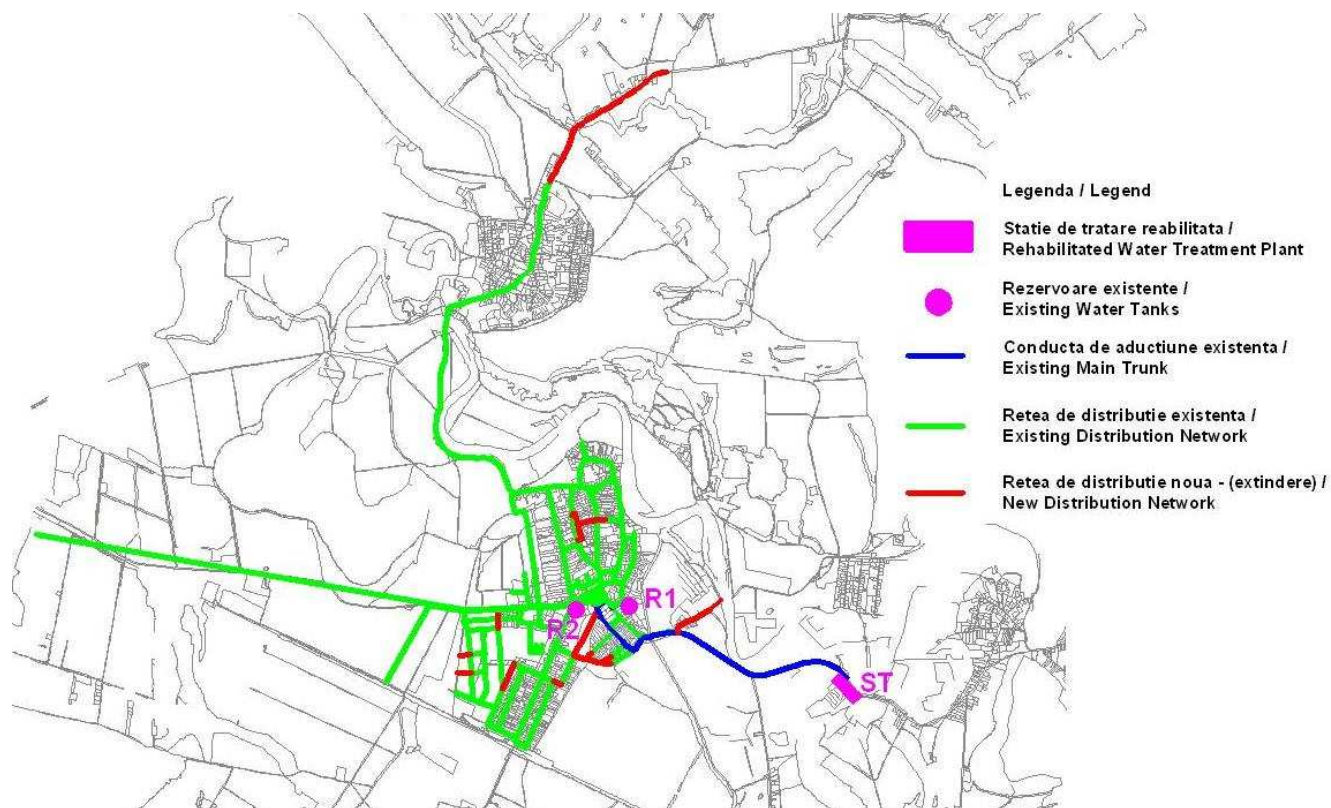 Legenda / Legend
Statie de tratare reabilitata /
Rehabilitated Water Treatment Plant
Rezervoare existente /
Existing Water Tanks
Conducta de aductiune existenta /
Existing Main Trunk
Retea de distributie existenta /
Existing Distribution Network
Retea de distributie noua - (extindere) /
New Distribution Network
R1
R2
ST